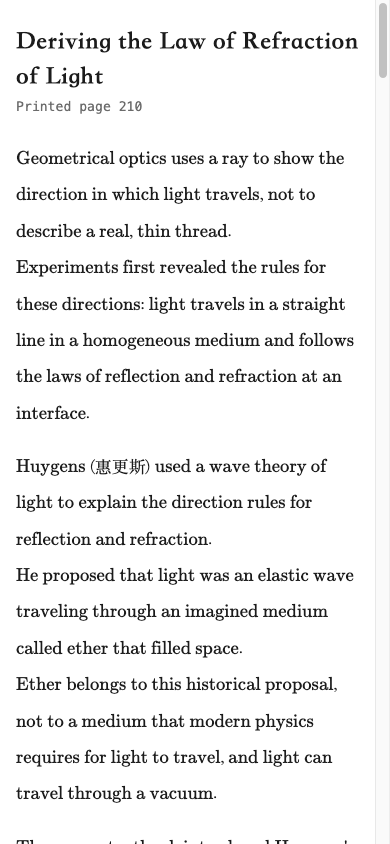 Deriving the Law of Refraction
of Light
Printed page 210
Geometrical optics uses a ray to show the
direction in which light travels, not to
describe a real, thin thread.
Experiments first revealed the rules for
these directions: light travels in a straight
line in a homogeneous medium and follows
the laws of reflection and refraction at an
interface.
Huygens (惠更斯) used a wave theory of
light to explain the direction rules for
reflection and refraction.
He proposed that light was an elastic wave
traveling through an imagined medium
called ether that filled space.
Ether belongs to this historical proposal,
not to a medium that modern physics
requires for light to travel, and light can
travel through a vacuum.